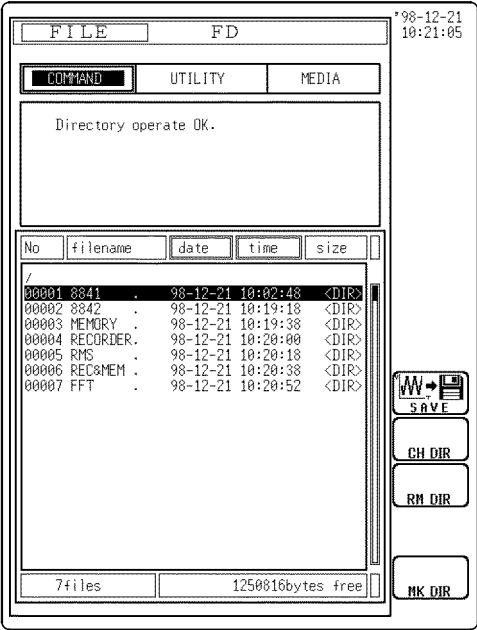 FILE FD
'98-12-21
10:21:05
COMMAND UTILITY MEDIA
Directory operate OK.
No filename date time size
/
00001 8841 . 98-12-21 10:02:48 <DIR>
00002 8842 . 98-12-21 10:19:18 <DIR>
00003 MEMORY . 98-12-21 10:19:38 <DIR>
00004 RECORDER. 98-12-21 10:20:00 <DIR>
00005 RMS . 98-12-21 10:20:18 <DIR>
00006 REC&MEM . 98-12-21 10:20:38 <DIR>
00007 FFT . 98-12-21 10:20:52 <DIR>
SAVE
CH DIR
RM DIR
MK DIR
7files 1250816bytes free